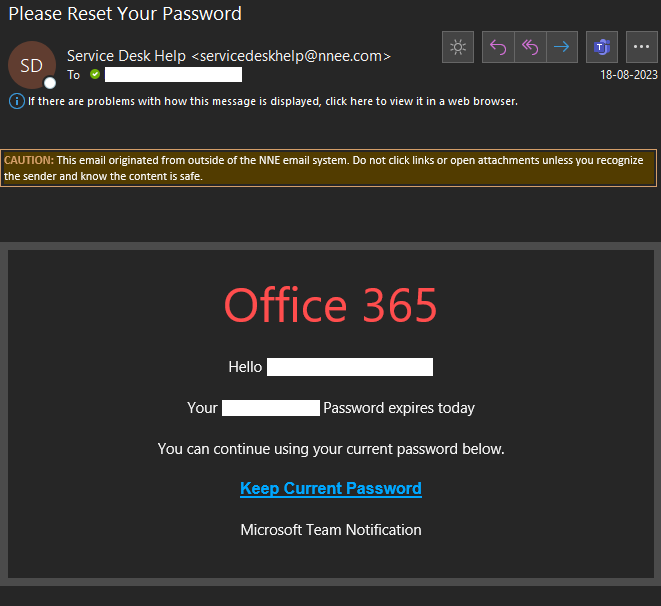 Please Reset Your Password
SD
Service Desk Help <servicedeskhelp@nnee.com>
To
18-08-2023
If there are problems with how this message is displayed, click here to view it in a web browser.
CAUTION: This email originated from outside of the NNE email system. Do not click links or open attachments unless you recognize
the sender and know the content is safe.
Office 365
Hello
Your Password expires today
You can continue using your current password below.
Keep Current Password
Microsoft Team Notification